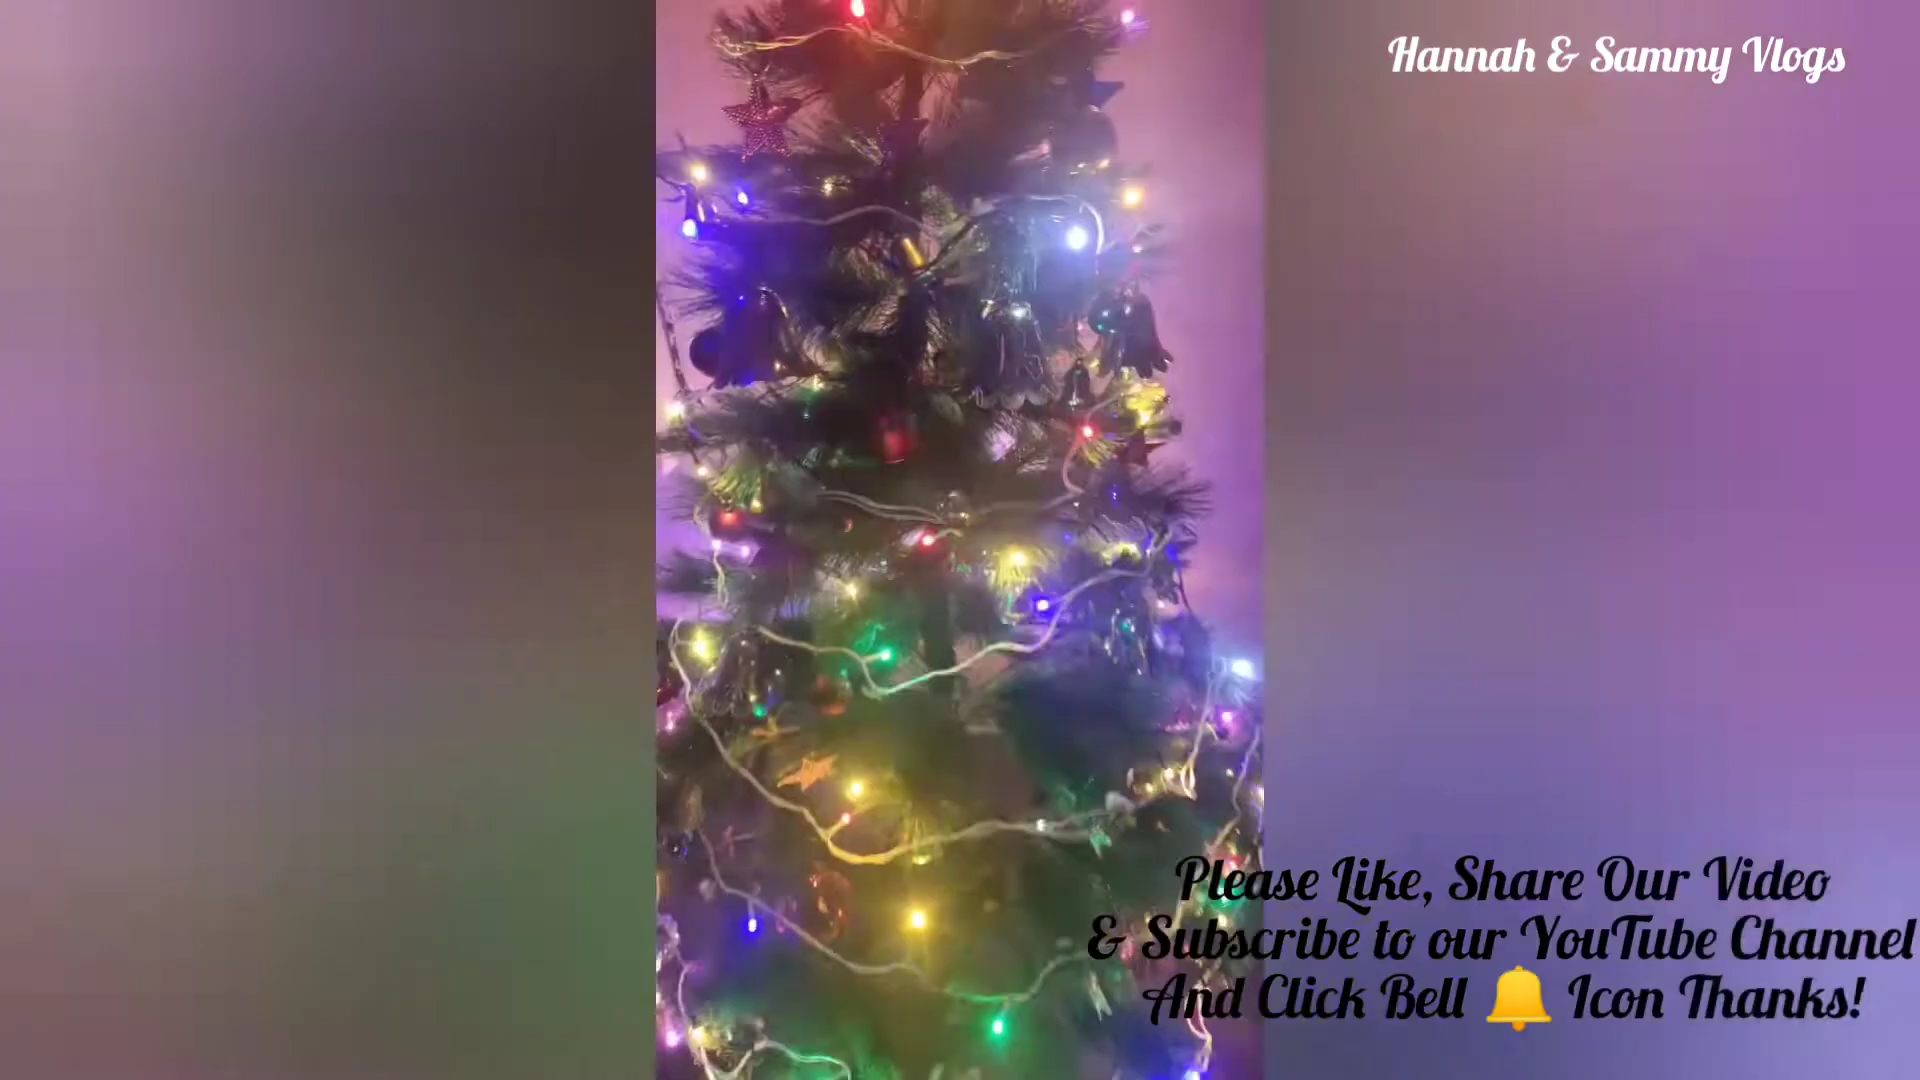 Hannah & Sammy Vlogs
Please Like, Share Our Video
& Subscribe to our YouTube Channel
And Click Bell 🔔 Icon Thanks!